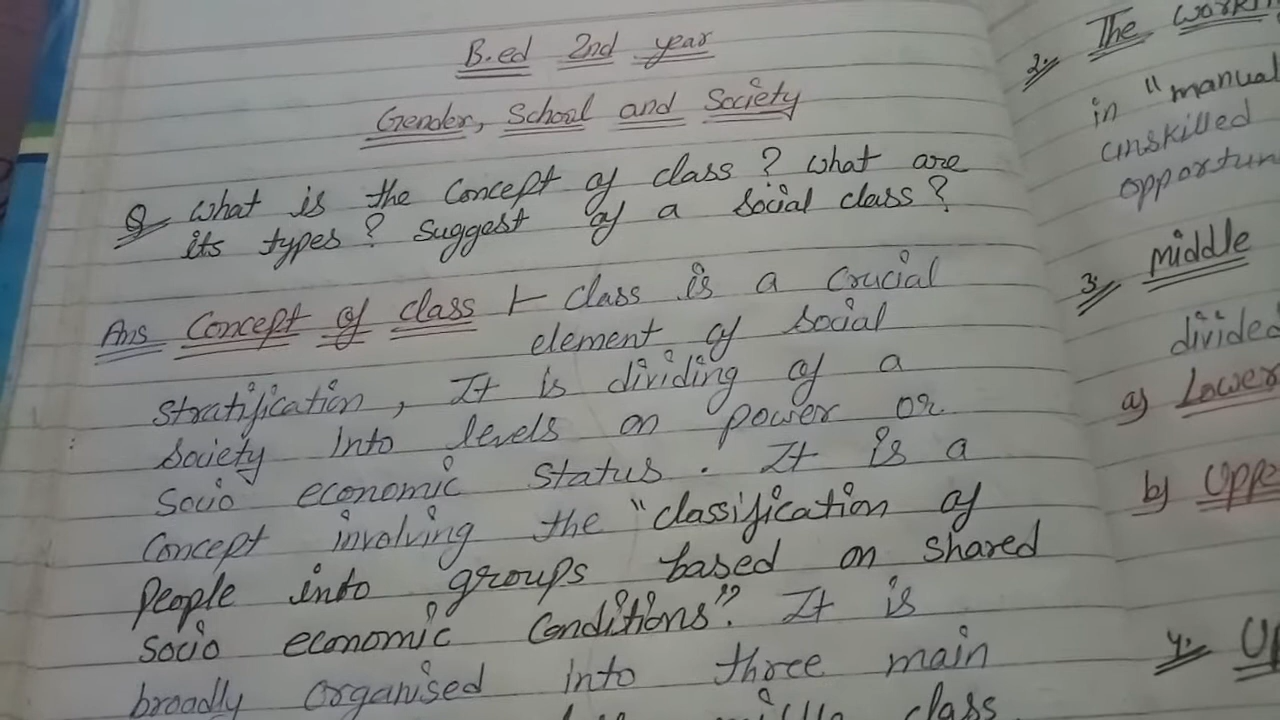 B.ed 2nd year
Gender, School and Society
Q What is the Concept of class ? What are
its types ? Suggest of a social class ?
Ans Concept of class :- Class is a crucial
element of social
stratification, It is dividing of a
society into levels on power or
socio economic status. It is a
Concept involving the "classification of
People into groups based on shared
socio economic Conditions". It is
broadly organised into three main
class
2. The
in "manual
unskilled
3. Middle
divided
a) Lower
b)
4.